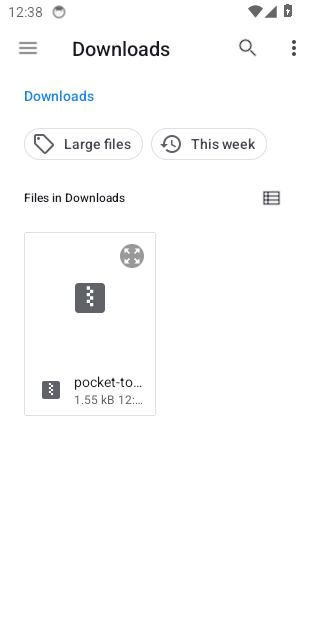 12:38
Downloads
Downloads
Large files
This week
Files in Downloads
pocket-to...
1.55 kB 12:...